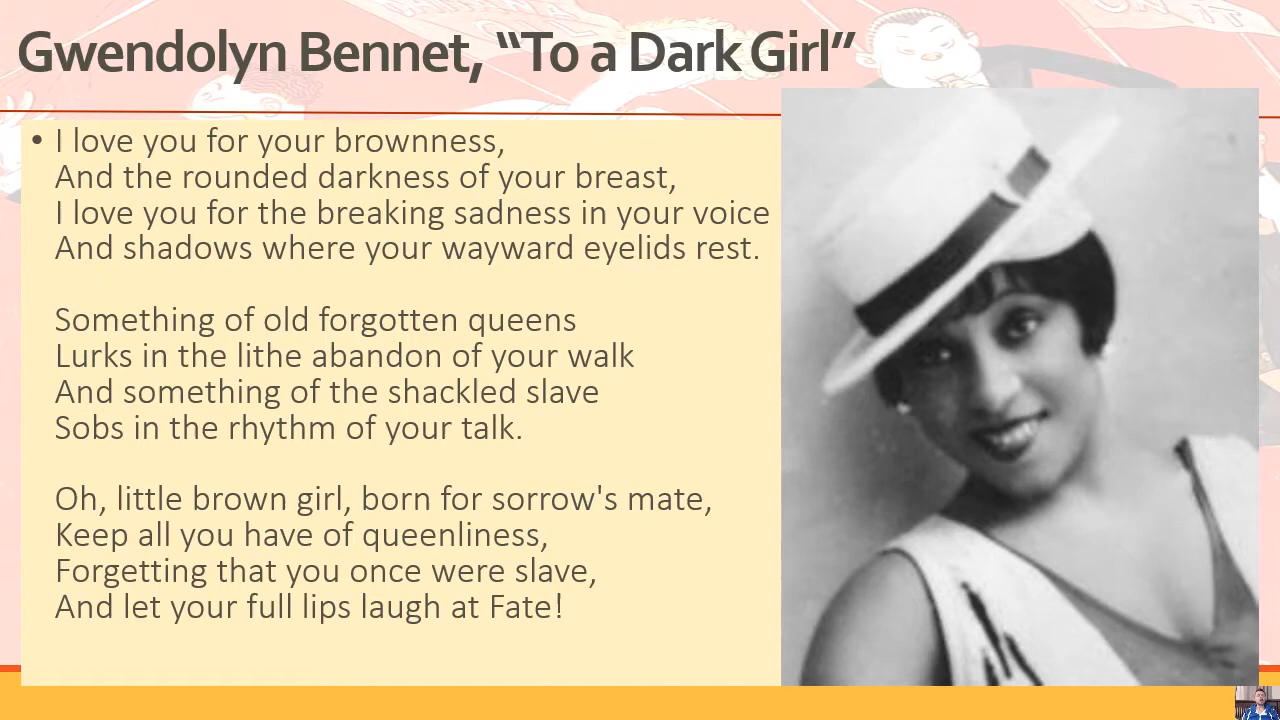 Gwendolyn Bennet, “To a Dark Girl”
• I love you for your brownness,
And the rounded darkness of your breast,
I love you for the breaking sadness in your voice
And shadows where your wayward eyelids rest.
Something of old forgotten queens
Lurks in the lithe abandon of your walk
And something of the shackled slave
Sobs in the rhythm of your talk.
Oh, little brown girl, born for sorrow's mate,
Keep all you have of queenliness,
Forgetting that you once were slave,
And let your full lips laugh at Fate!